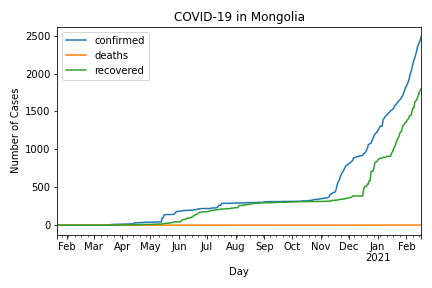 COVID-19 in Mongolia
confirmed
deaths
recovered
Number of Cases
2500
2000
1500
1000
500
0
Feb Mar Apr May Jun Jul Aug Sep Oct Nov Dec Jan Feb
2021
Day